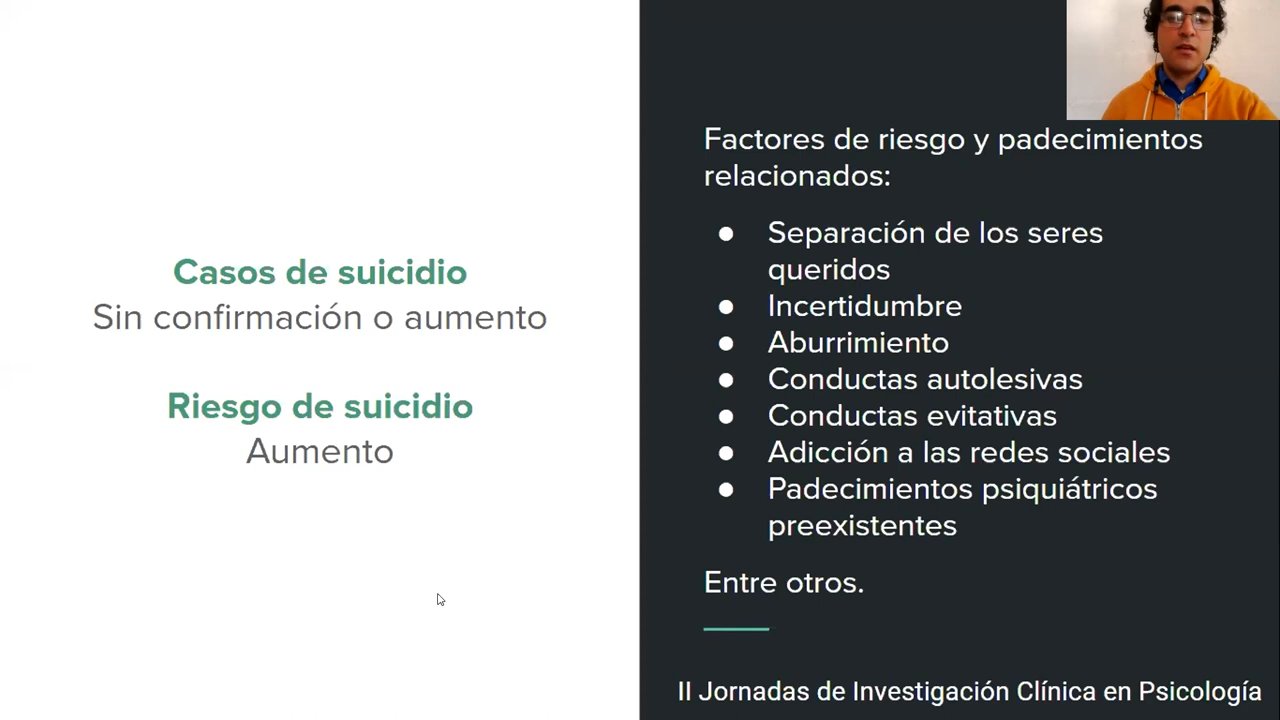 Casos de suicidio
Sin confirmación o aumento
Riesgo de suicidio
Aumento
Factores de riesgo y padecimientos
relacionados:
● Separación de los seres
queridos
● Incertidumbre
● Aburrimiento
● Conductas autolesivas
● Conductas evitativas
● Adicción a las redes sociales
● Padecimientos psiquiátricos
preexistentes
Entre otros.
II Jornadas de Investigación Clínica en Psicología